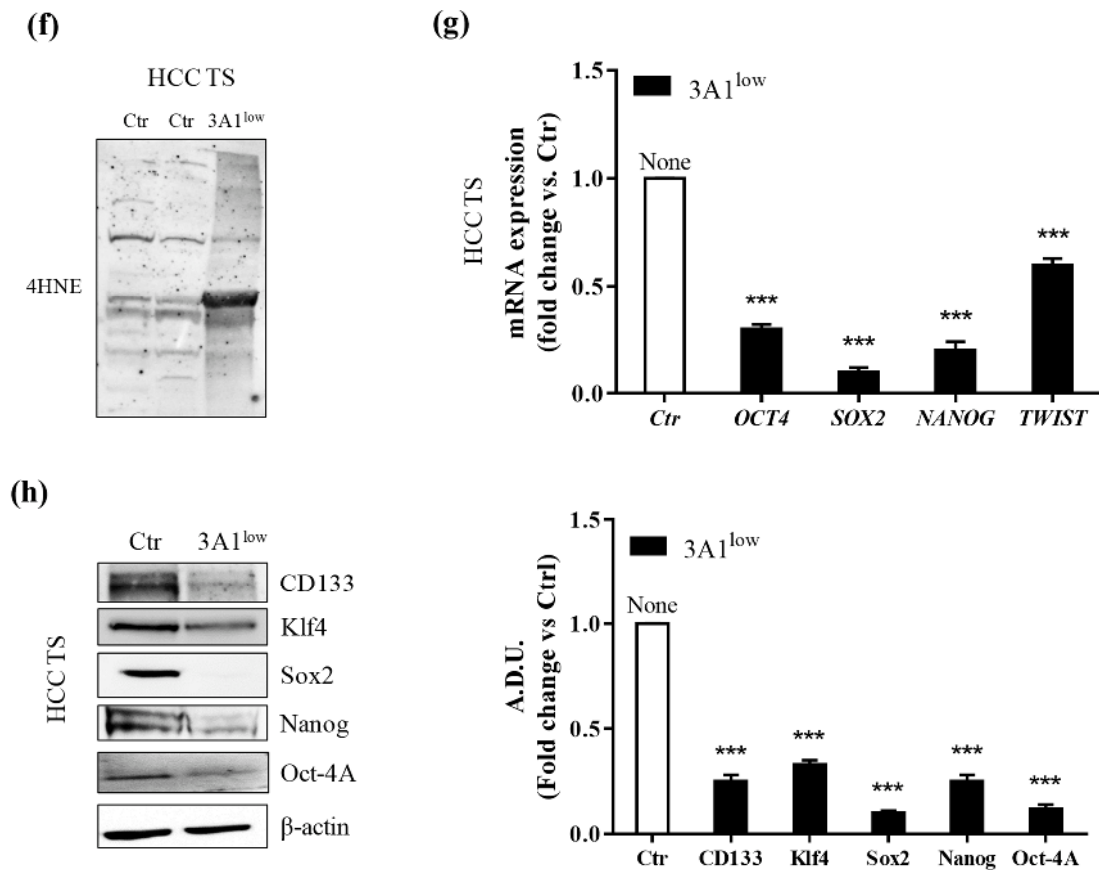 (f)
HCC TS
Ctr Ctr 3A1low
4HNE
(g)
HCC TS
mRNA expression
(fold change vs. Ctr)
1.5
1.0
0.5
0.0
3A1low
None
***
***
***
***
Ctr OCT4 SOX2 NANOG TWIST
(h)
HCC TS
Ctr 3A1low
CD133
Klf4
Sox2
Nanog
Oct-4A
β-actin
A.D.U.
(Fold change vs Ctrl)
1.5
1.0
0.5
0.0
3A1low
None
***
***
***
***
***
Ctr CD133 Klf4 Sox2 Nanog Oct-4A